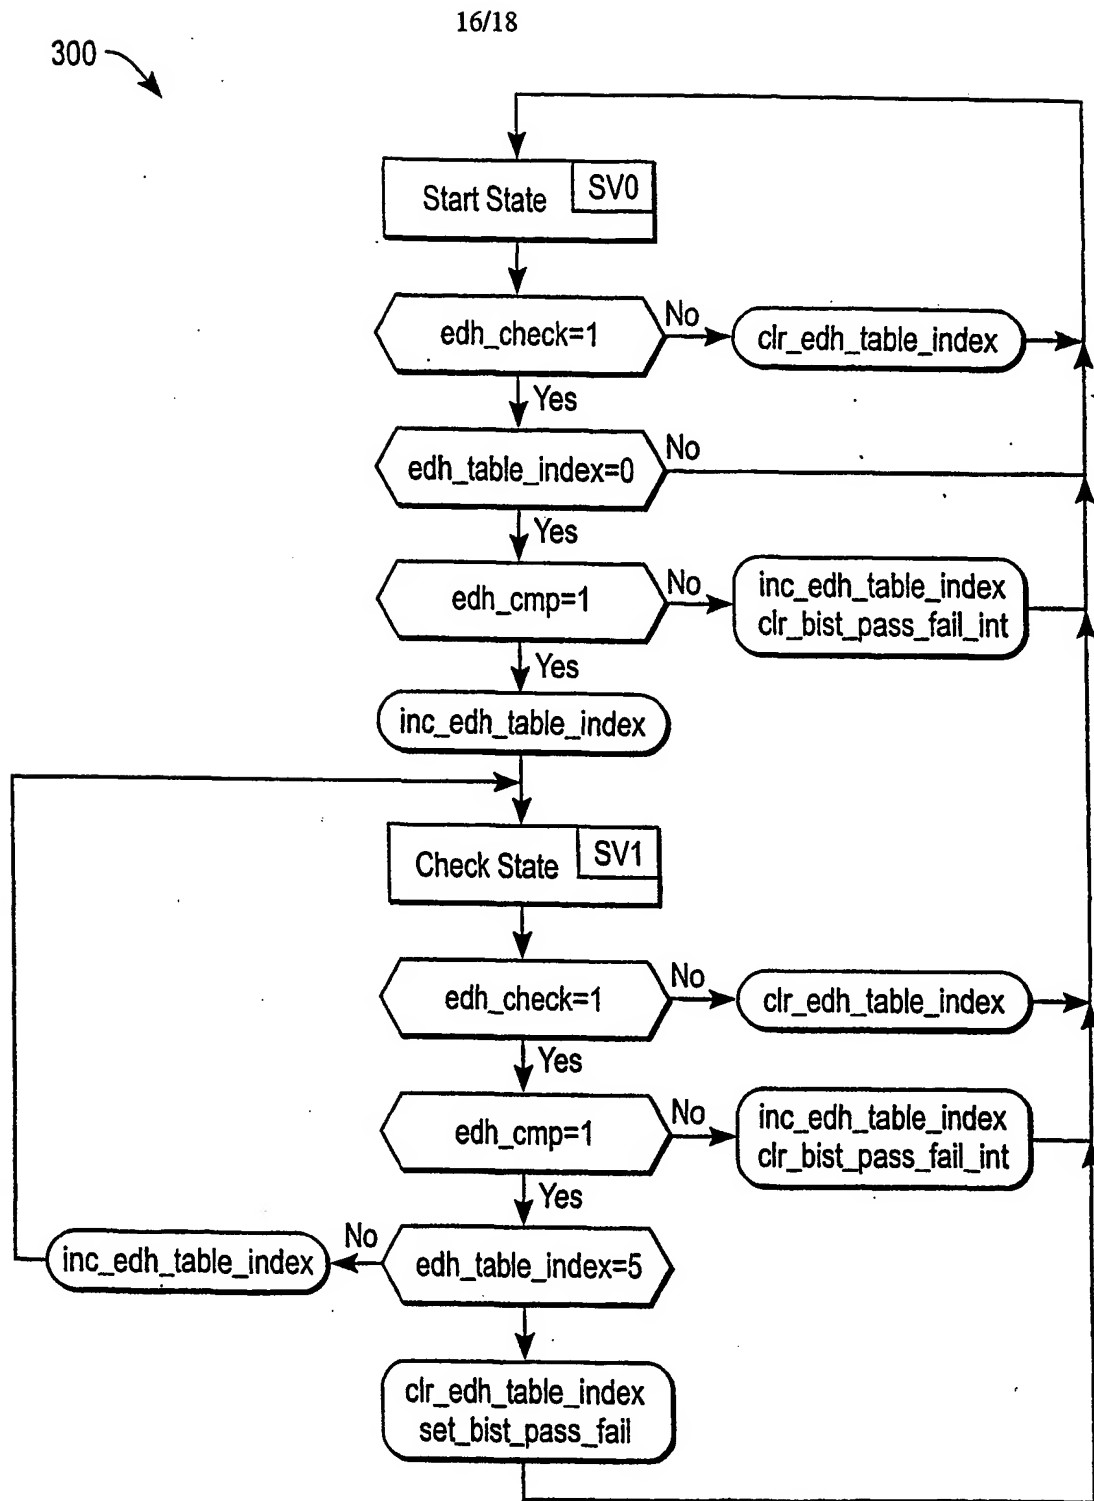 16/18
300
Start State
SV0
edh_check=1
No
clr_edh_table_index
Yes
edh_table_index=0
No
Yes
edh_cmp=1
No
inc_edh_table_index
clr_bist_pass_fail_int
Yes
inc_edh_table_index
Check State
SV1
edh_check=1
No
clr_edh_table_index
Yes
edh_cmp=1
No
inc_edh_table_index
clr_bist_pass_fail_int
Yes
inc_edh_table_index
No
edh_table_index=5
clr_edh_table_index
set_bist_pass_fail